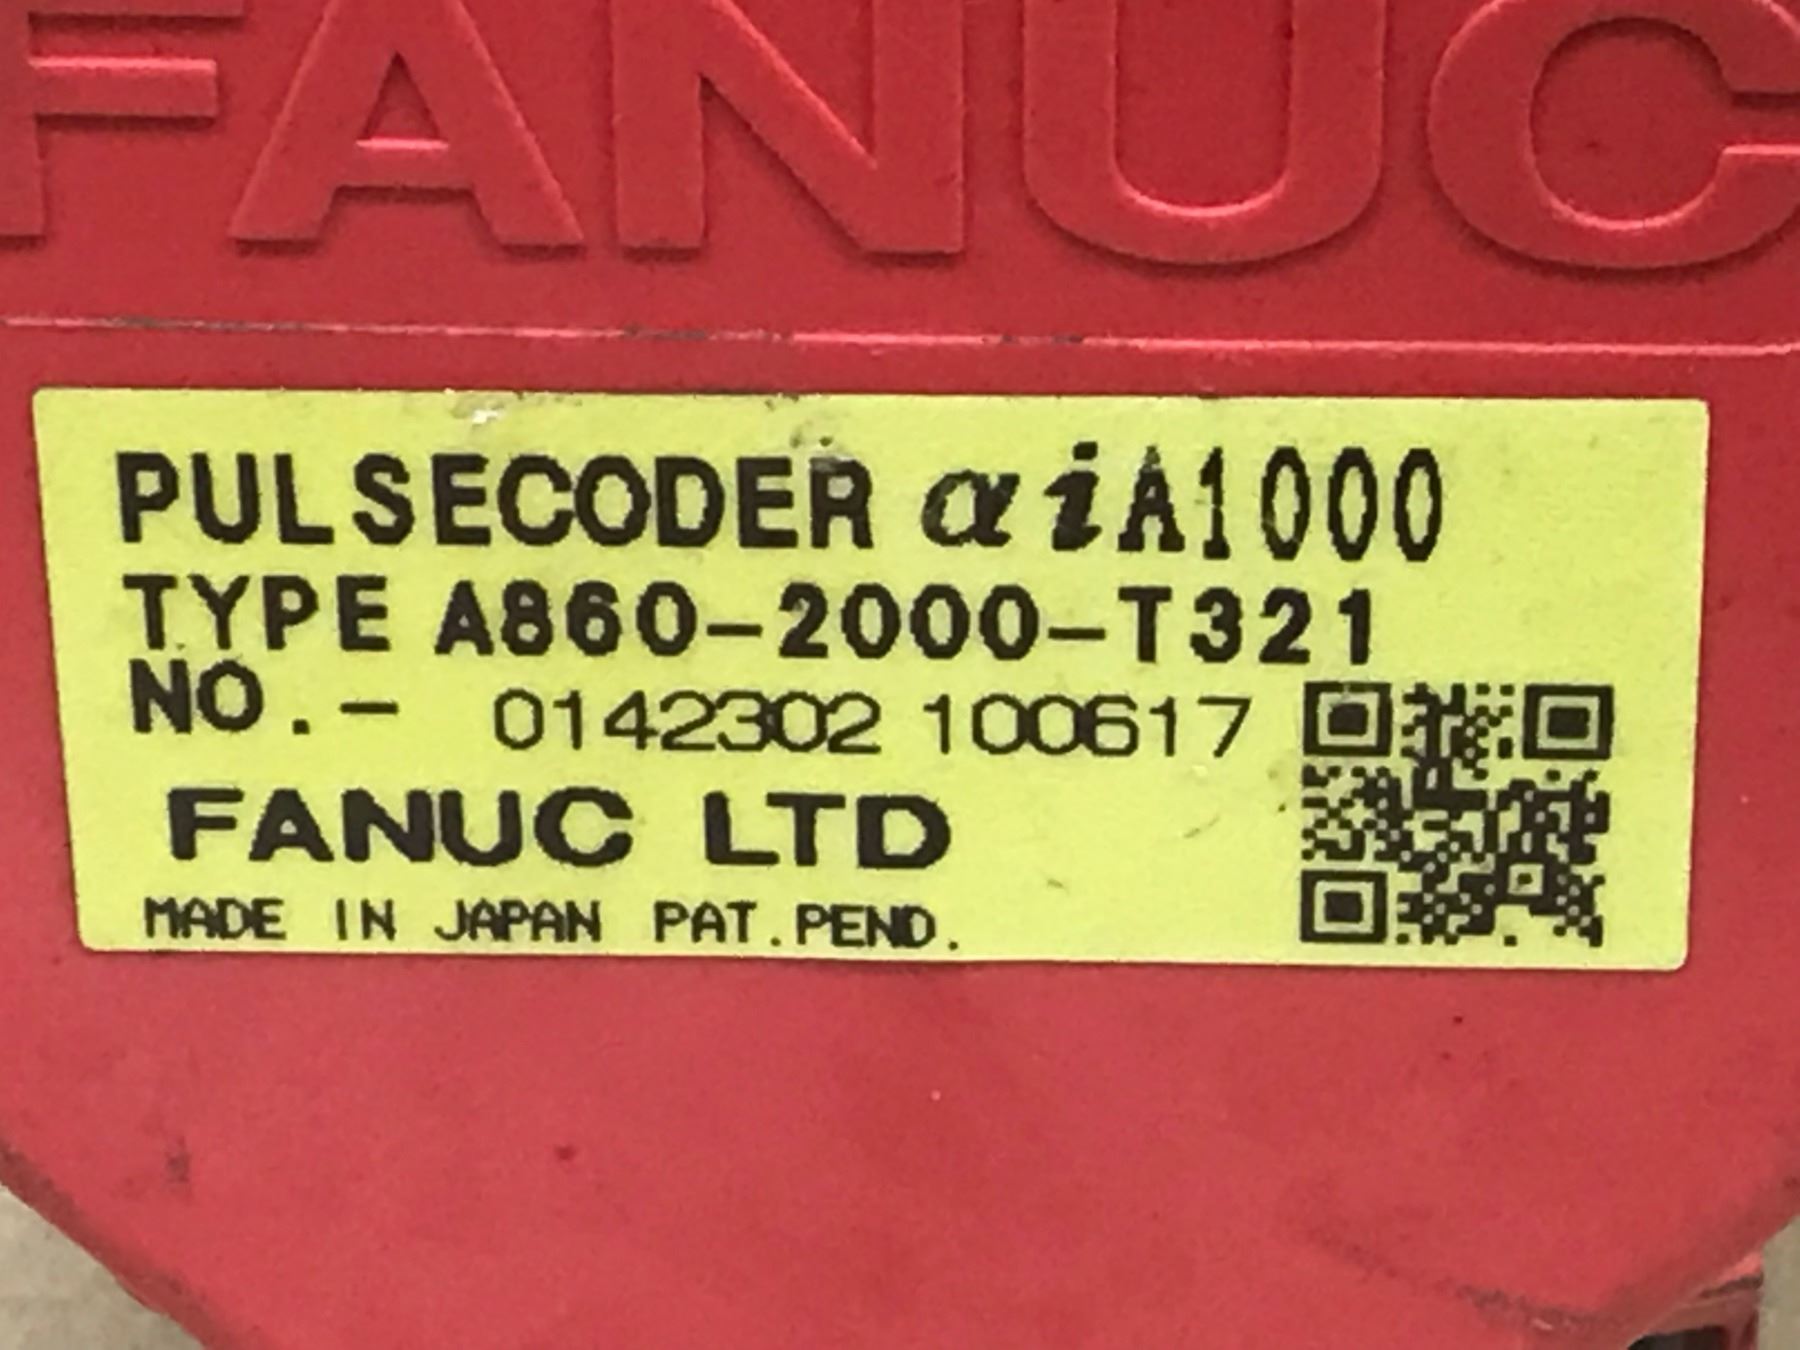 FANUC
PULSECODER αiA1000
TYPE A860-2000-T321
NO.- 0142302 100617
FANUC LTD
MADE IN JAPAN PAT.PEND.